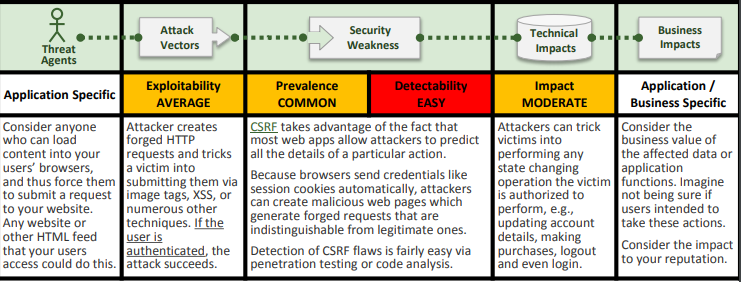 Threat
Agents
Attack
Vectors
Security
Weakness
Technical
Impacts
Business
Impacts
Application Specific
Exploitability
AVERAGE
Prevalence
COMMON
Detectability
EASY
Impact
MODERATE
Application /
Business Specific
Consider anyone
who can load
content into your
users’ browsers,
and thus force them
to submit a request
to your website.
Any website or
other HTML feed
that your users
access could do this.
Attacker creates
forged HTTP
requests and tricks
a victim into
submitting them via
image tags, XSS, or
numerous other
techniques. If the
user is
authenticated, the
attack succeeds.
CSRF takes advantage of the fact that
most web apps allow attackers to predict
all the details of a particular action.
Because browsers send credentials like
session cookies automatically, attackers
can create malicious web pages which
generate forged requests that are
indistinguishable from legitimate ones.
Detection of CSRF flaws is fairly easy via
penetration testing or code analysis.
Attackers can trick
victims into
performing any
state changing
operation the victim
is authorized to
perform, e.g.,
updating account
details, making
purchases, logout
and even login.
Consider the
business value of
the affected data or
application
functions. Imagine
not being sure if
users intended to
take these actions.
Consider the impact
to your reputation.